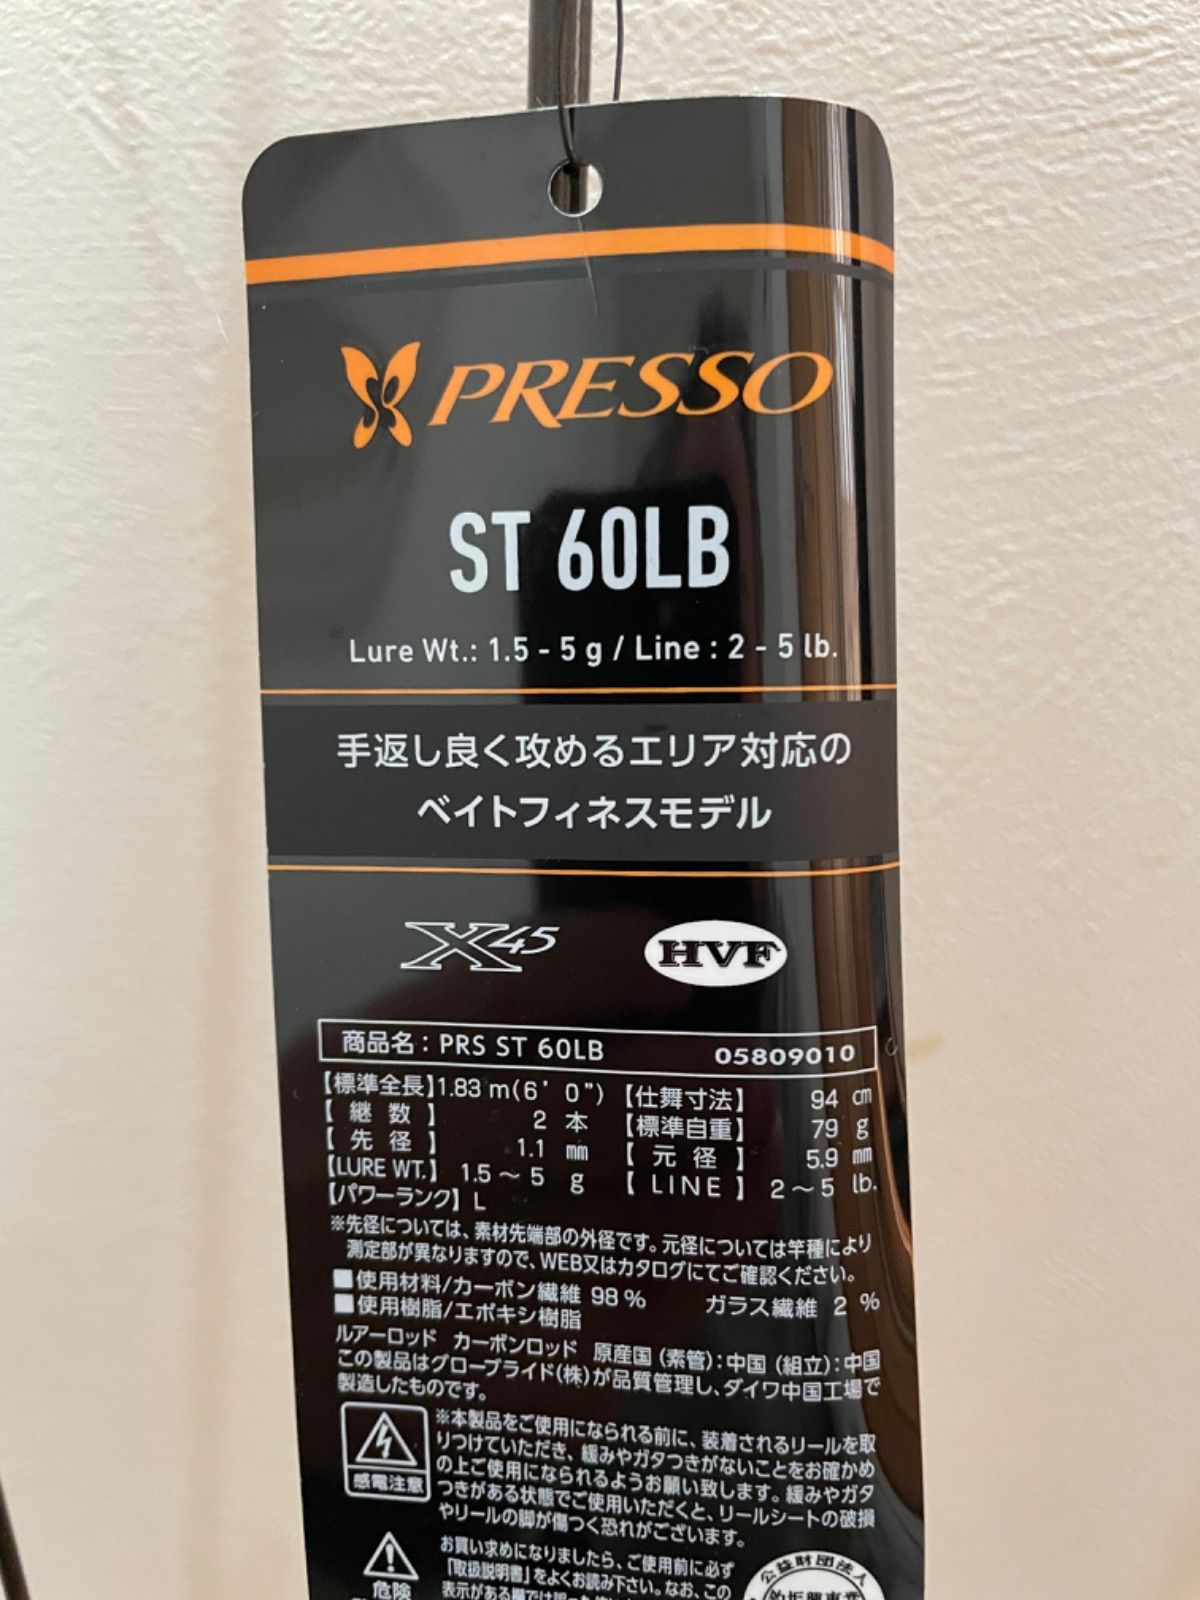 PRESSO
ST 60LB
Lure Wt.: 1.5 - 5 g / Line : 2 - 5 lb.
手返し良く攻めるエリア対応の
ベイトフィネスモデル
X45 HVF
商品名：PRS ST 60LB 05809010
【標準全長】1.83 m(6' 0") 【仕舞寸法】 94 cm
【継数】 2 本 【標準自重】 79 g
【先径】 1.1 mm 【元径】 5.9 mm
【LURE WT.】 1.5～5 g 【LINE】 2～5 lb.
【パワーランク】 L
※先径については、素材先端部の外径です。元径については竿種により
測定部が異なりますので、WEB又はカタログにてご確認ください。
■使用材料/カーボン繊維 98% ガラス繊維 2%
■使用樹脂/エポキシ樹脂
ルアーロッド カーボンロッド 原産国(素管)：中国(組立)：中国
この製品はグローブライド(株)が品質管理し、ダイワ中国工場で
製造したものです。
感電注意
※本製品をご使用になられる前に、装着されるリールを取
りつけていただき、緩みやガタつきがないことをお確かめ
の上ご使用になられるようお願い致します。緩みやガタ
つきがある状態でご使用いただくと、リールシートの破損
やリールの脚が傷つく恐れがございます。
危険
お買い求めになりましたら、ご使用前に必ず
「取扱説明書」をよくお読み下さい。なお、この
公益財団法人